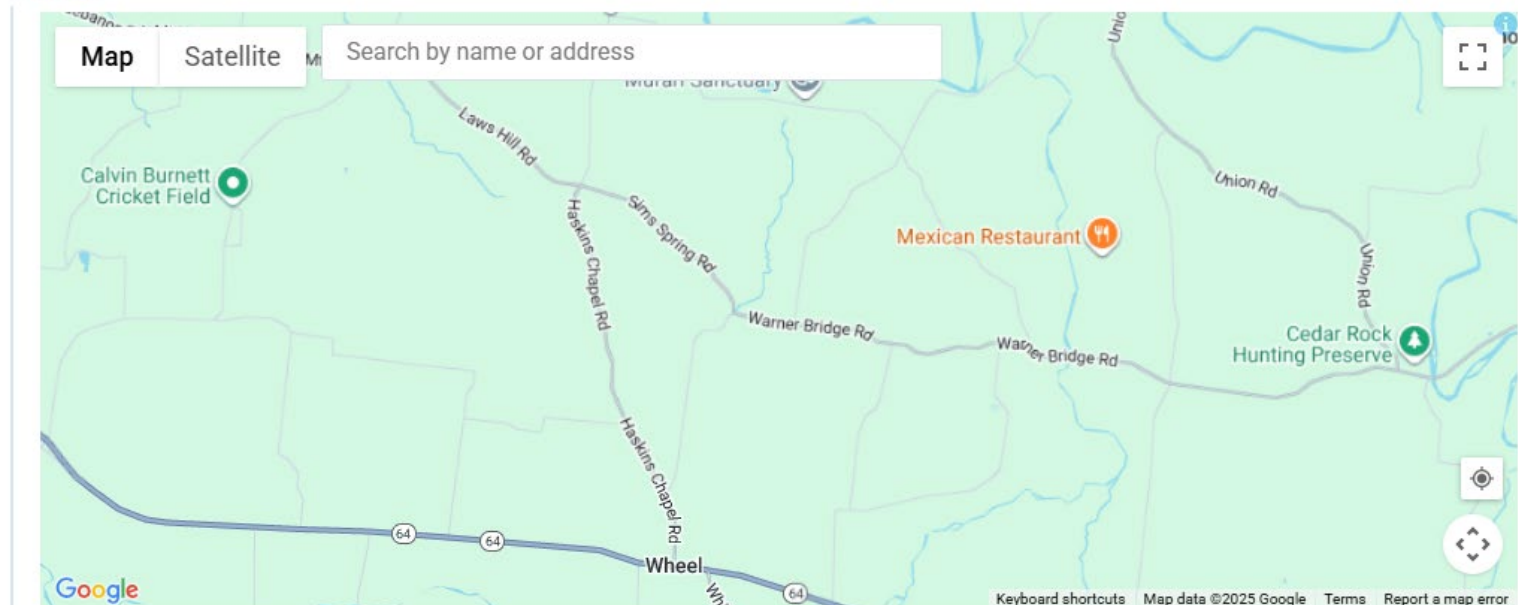 Map
Satellite
Search by name or address
Laws Hill Rd
Calvin Burnett
Cricket Field
Haskins Chapel Rd
Sims Spring Rd
Union Rd
Mexican Restaurant
Union Rd
Warner Bridge Rd
Warner Bridge Rd
Cedar Rock
Hunting Preserve
Haskins Chapel Rd
64
64
Wheel
64
Google
Keyboard shortcuts
Map data ©2025 Google
Terms
Report a map error